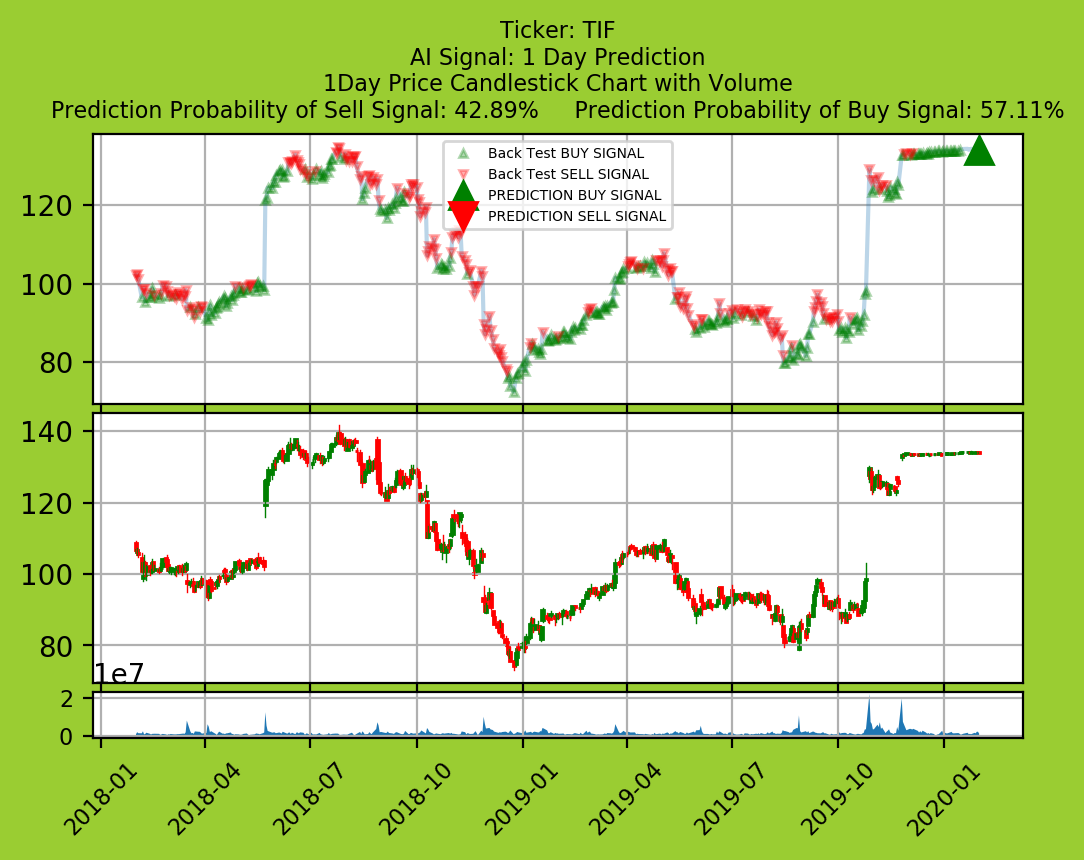 Ticker: TIF
AI Signal: 1 Day Prediction
1Day Price Candlestick Chart with Volume
Prediction Probability of Sell Signal: 42.89%     Prediction Probability of Buy Signal: 57.11%
Back Test BUY SIGNAL
Back Test SELL SIGNAL
PREDICTION BUY SIGNAL
PREDICTION SELL SIGNAL
120
100
80
140
120
100
80
1e7
2
0
2018-01 2018-04 2018-07 2018-10 2019-01 2019-04 2019-07 2019-10 2020-01